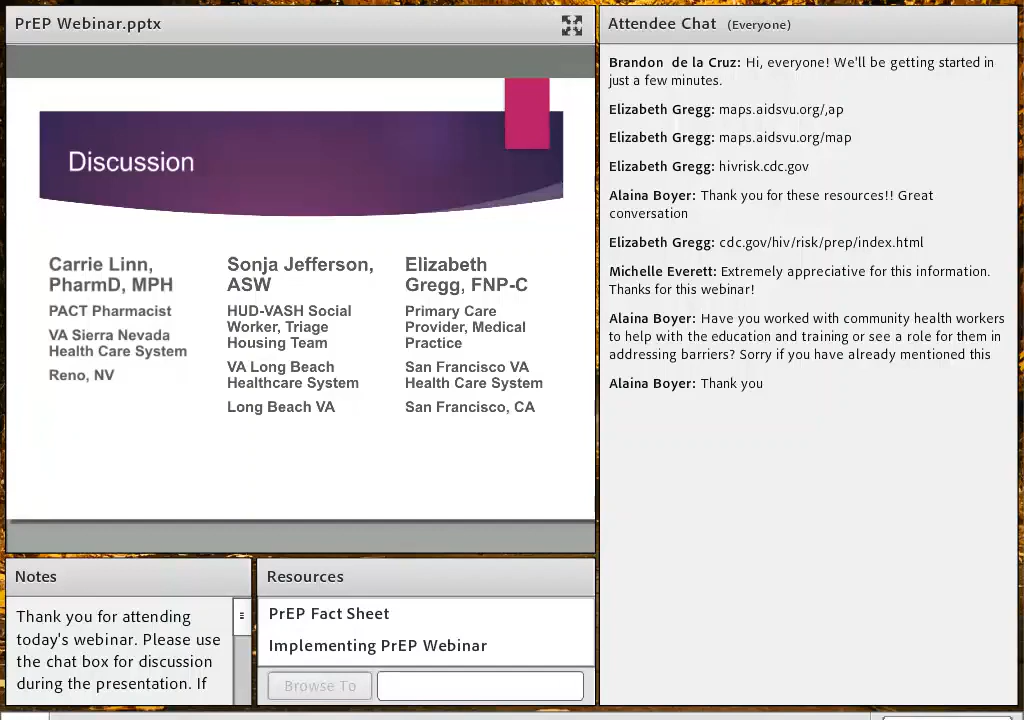 PrEP Webinar.pptx
Discussion
Carrie Linn,
PharmD, MPH
PACT Pharmacist
VA Sierra Nevada
Health Care System
Reno, NV
Sonja Jefferson,
ASW
HUD-VASH Social
Worker, Triage
Housing Team
VA Long Beach
Healthcare System
Long Beach VA
Elizabeth
Gregg, FNP-C
Primary Care
Provider, Medical
Practice
San Francisco VA
Health Care System
San Francisco, CA
Notes
Thank you for attending
today's webinar. Please use
the chat box for discussion
during the presentation. If
Resources
PrEP Fact Sheet
Implementing PrEP Webinar
Browse To
Attendee Chat (Everyone)
Brandon de la Cruz: Hi, everyone! We'll be getting started in
just a few minutes.
Elizabeth Gregg: maps.aidsvu.org/,ap
Elizabeth Gregg: maps.aidsvu.org/map
Elizabeth Gregg: hivrisk.cdc.gov
Alaina Boyer: Thank you for these resources!! Great
conversation
Elizabeth Gregg: cdc.gov/hiv/risk/prep/index.html
Michelle Everett: Extremely appreciative for this information.
Thanks for this webinar!
Alaina Boyer: Have you worked with community health workers
to help with the education and training or see a role for them in
addressing barriers? Sorry if you have already mentioned this
Alaina Boyer: Thank you